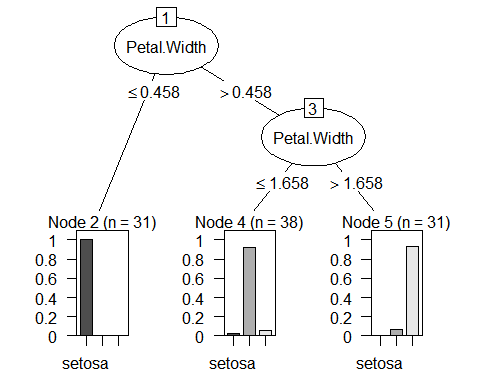 1
Petal.Width
≤ 0.458 > 0.458
3
Petal.Width
≤ 1.658 > 1.658
Node 2 (n = 31) Node 4 (n = 38) Node 5 (n = 31)
1 1 1
0.8 0.8 0.8
0.6 0.6 0.6
0.4 0.4 0.4
0.2 0.2 0.2
0 0 0
setosa setosa setosa